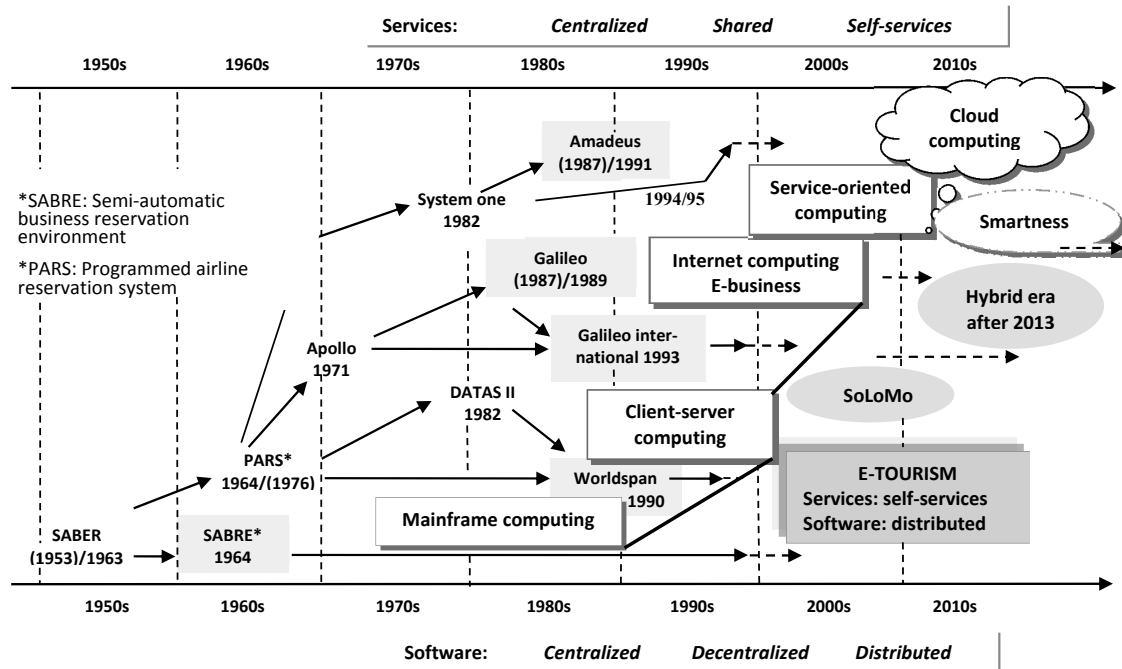 Services: Centralized Shared Self-services
1950s 1960s 1970s 1980s 1990s 2000s 2010s
Cloud
computing
Amadeus
(1987)/1991
Service-oriented
computing
*SABRE: Semi-automatic
business reservation
environment
System one
1982
1994/95
Smartness
*PARS: Programmed airline
reservation system
Galileo
(1987)/1989
Internet computing
E-business
Hybrid era
after 2013
Apollo
1971
Galileo inter-
national 1993
DATAS II
1982
SoLoMo
Client-server
computing
PARS*
1964/(1976)
Worldspan
1990
E-TOURISM
Services: self-services
Software: distributed
Mainframe computing
SABER
(1953)/1963
SABRE*
1964
1950s 1960s 1970s 1980s 1990s 2000s 2010s
Software: Centralized Decentralized Distributed